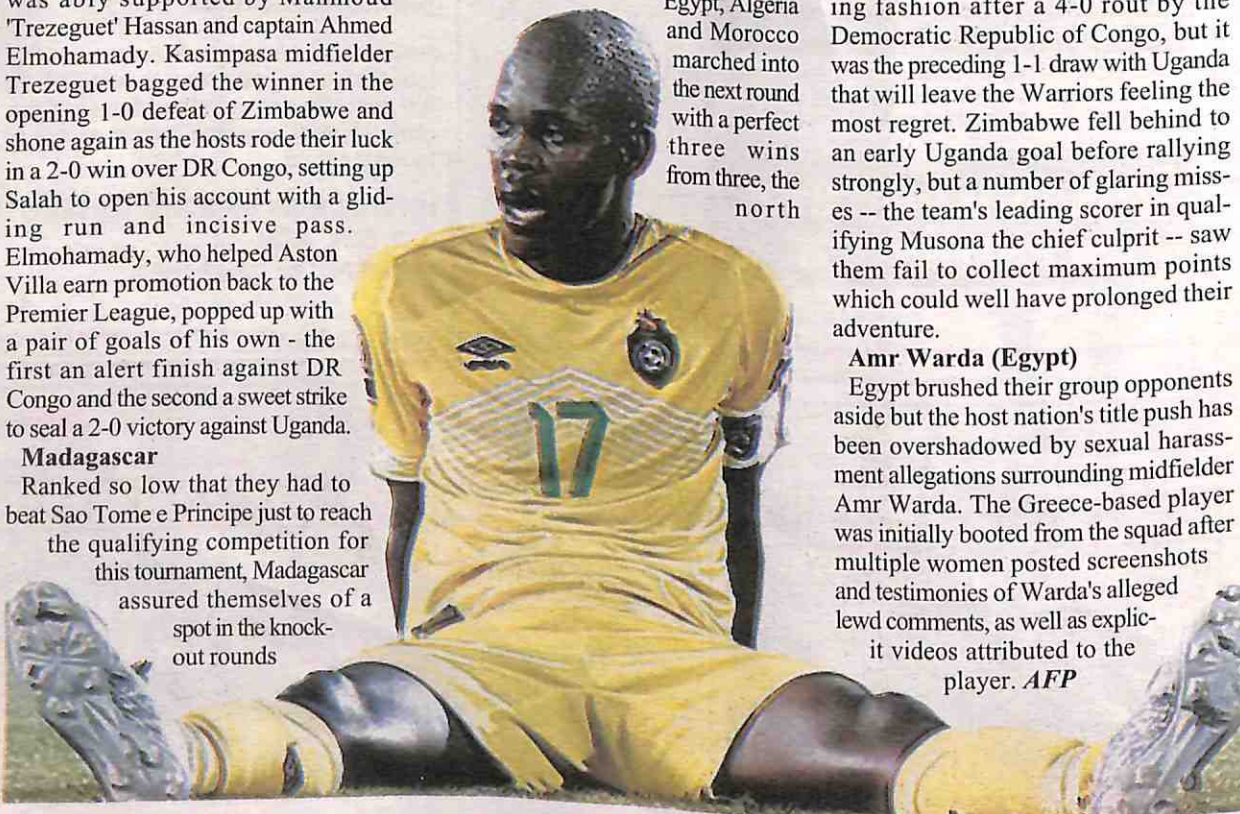 was ably supported by Mahmoud
'Trezeguet' Hassan and captain Ahmed
Elmohamady. Kasimpasa midfielder
Trezeguet bagged the winner in the
opening 1-0 defeat of Zimbabwe and
shone again as the hosts rode their luck
in a 2-0 win over DR Congo, setting up
Salah to open his account with a glid-
ing run and incisive pass.
Elmohamady, who helped Aston
Villa earn promotion back to the
Premier League, popped up with
a pair of goals of his own - the
first an alert finish against DR
Congo and the second a sweet strike
to seal a 2-0 victory against Uganda.
Madagascar
Ranked so low that they had to
beat Sao Tome e Principe just to reach
the qualifying competition for
this tournament, Madagascar
assured themselves of a
spot in the knock-
out rounds
Egypt, Algeria
and Morocco
marched into
the next round
with a perfect
three wins
from three, the
north
17
ing fashion after a 4-0 rout by the
Democratic Republic of Congo, but it
was the preceding 1-1 draw with Uganda
that will leave the Warriors feeling the
most regret. Zimbabwe fell behind to
an early Uganda goal before rallying
strongly, but a number of glaring miss-
es -- the team's leading scorer in qual-
ifying Musona the chief culprit -- saw
them fail to collect maximum points
which could well have prolonged their
adventure.
Amr Warda (Egypt)
Egypt brushed their group opponents
aside but the host nation's title push has
been overshadowed by sexual harass-
ment allegations surrounding midfielder
Amr Warda. The Greece-based player
was initially booted from the squad after
multiple women posted screenshots
and testimonies of Warda's alleged
lewd comments, as well as explic-
it videos attributed to the
player. AFP